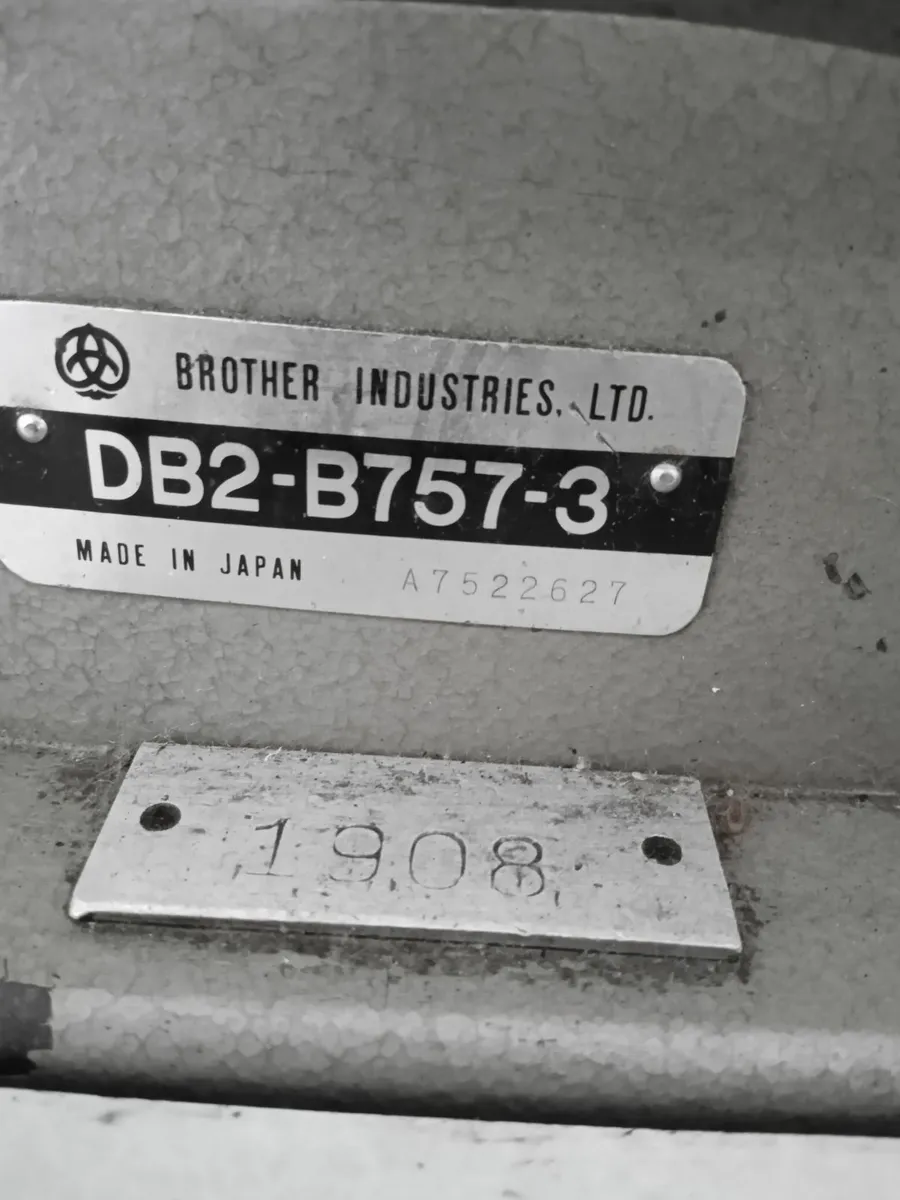 BROTHER INDUSTRIES, LTD.
DB2-B757-3
MADE IN JAPAN A7522627
1908